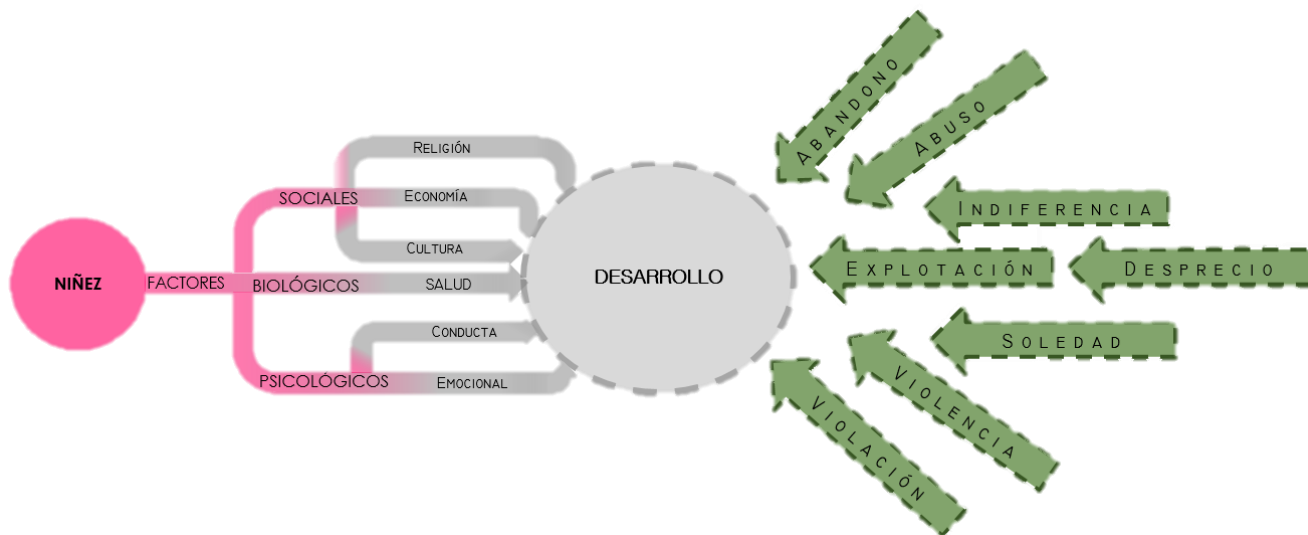 NIÑEZ
FACTORES
SOCIALES
BIOLÓGICOS
PSICOLÓGICOS
RELIGIÓN
ECONOMÍA
CULTURA
SALUD
CONDUCTA
EMOCIONAL
DESARROLLO
ABANDONO
ABUSO
INDIFERENCIA
EXPLOTACIÓN
DESPRECIO
SOLEDAD
VIOLENCIA
VIOLACIÓN